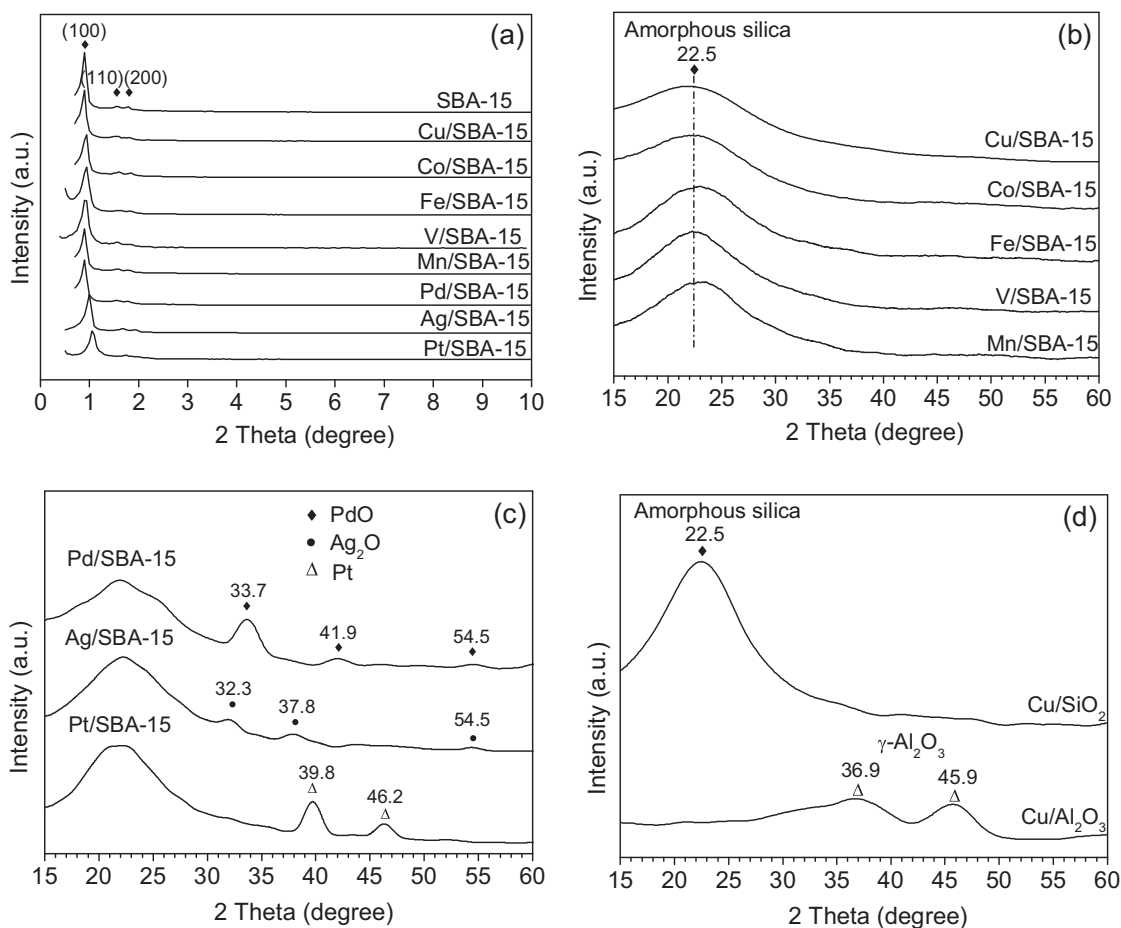 (a)
(100)
110)(200)
SBA-15
Cu/SBA-15
Co/SBA-15
Fe/SBA-15
V/SBA-15
Mn/SBA-15
Pd/SBA-15
Ag/SBA-15
Pt/SBA-15
Intensity (a.u.)
0 1 2 3 4 5 6 7 8 9 10
2 Theta (degree)
(b)
Amorphous silica
22.5
Cu/SBA-15
Co/SBA-15
Fe/SBA-15
V/SBA-15
Mn/SBA-15
Intensity (a.u.)
15 20 25 30 35 40 45 50 55 60
2 Theta (degree)
(c)
PdO
Ag₂O
Pt
Pd/SBA-15
33.7
41.9
54.5
Ag/SBA-15
32.3
37.8
54.5
Pt/SBA-15
39.8
46.2
Intensity (a.u.)
15 20 25 30 35 40 45 50 55 60
2 Theta (degree)
(d)
Amorphous silica
22.5
Cu/SiO₂
γ-Al₂O₃
36.9
45.9
Cu/Al₂O₃
Intensity (a.u.)
15 20 25 30 35 40 45 50 55 60
2 Theta (degree)